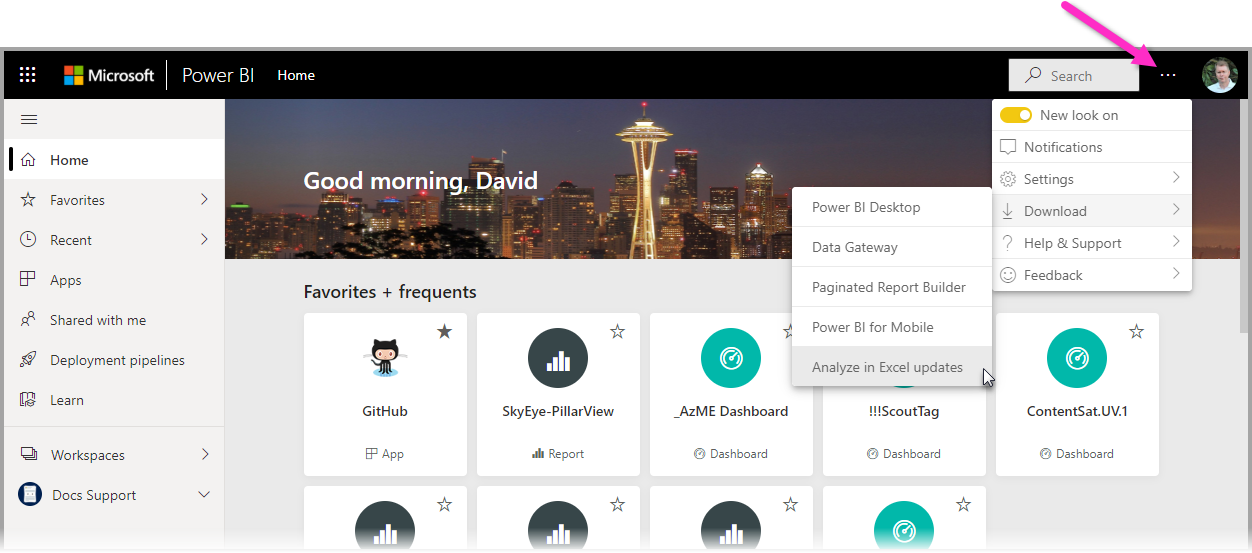 Microsoft Power BI Home Search ...
New look on
Notifications
Settings
Download
Help & Support
Feedback
Power BI Desktop
Data Gateway
Paginated Report Builder
Power BI for Mobile
Analyze in Excel updates
Home
Favorites
Recent
Apps
Shared with me
Deployment pipelines
Learn
Workspaces
Docs Support
Good morning, David
Favorites + frequents
GitHub
App
SkyEye-PillarView
Report
_AzME Dashboard
Dashboard
!!!ScoutTag
Dashboard
ContentSat.UV.1
Dashboard